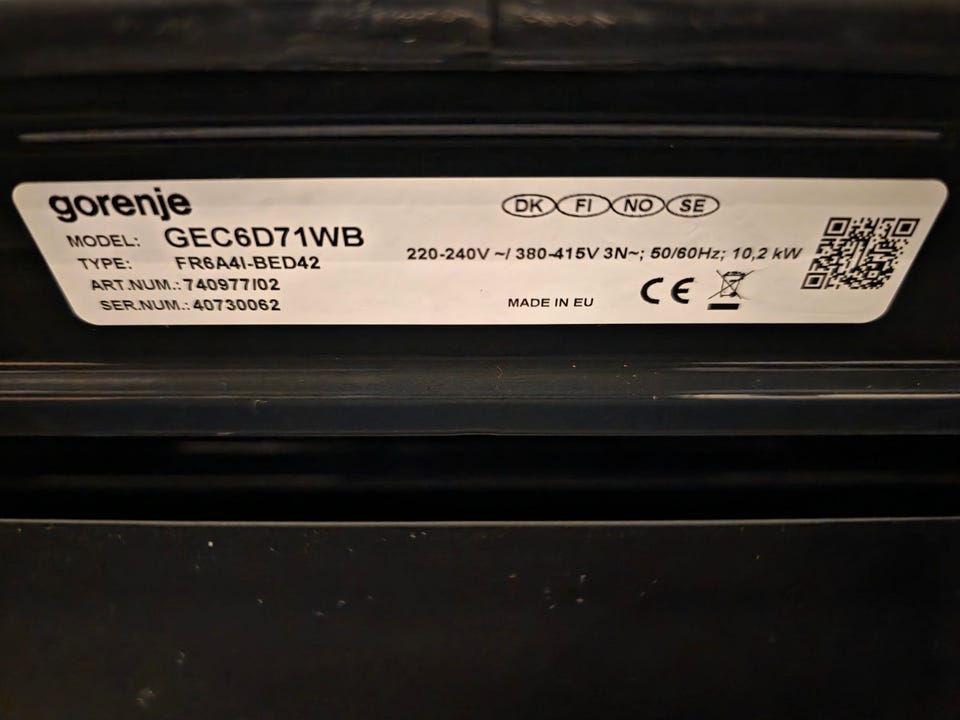 gorenje
MODEL: GEC6D71WB
TYPE: FR6A4I-BED42
ART.NUM.: 740977/02
SER.NUM.: 40730062
DK FI NO SE
220-240V ~/ 380-415V 3N~; 50/60Hz; 10,2 kW
MADE IN EU
CE